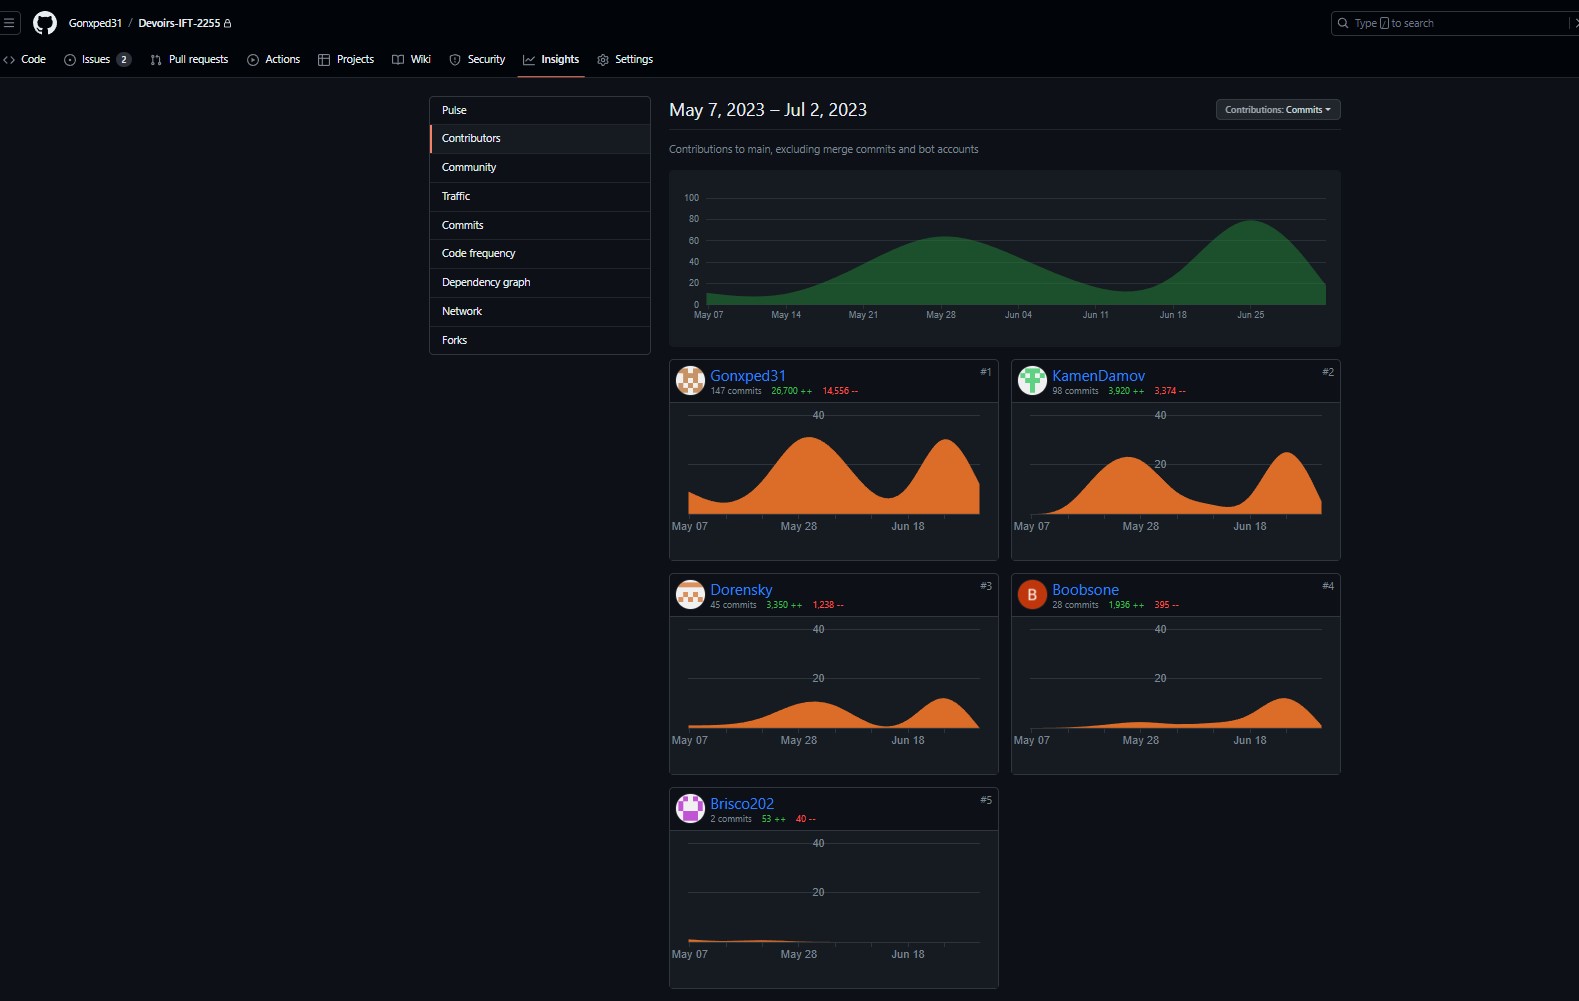 Gonxped31 / Devoirs-IFT-2255
Type / to search
Code Issues 2 Pull requests Actions Projects Wiki Security Insights Settings
Pulse
Contributors
Community
Traffic
Commits
Code frequency
Dependency graph
Network
Forks
May 7, 2023 – Jul 2, 2023
Contributions: Commits
Contributions to main, excluding merge commits and bot accounts
100
80
60
40
20
0
May 07 May 14 May 21 May 28 Jun 04 Jun 11 Jun 18 Jun 25
Gonxped31 #1
147 commits 26,700 ++ 14,556 --
40
May 07 May 28 Jun 18
KamenDamov #2
98 commits 3,920 ++ 3,374 --
40
20
May 07 May 28 Jun 18
Dorensky #3
45 commits 3,350 ++ 1,238 --
40
20
May 07 May 28 Jun 18
B
Boobsone #4
28 commits 1,936 ++ 395 --
40
20
May 07 May 28 Jun 18
Brisco202 #5
2 commits 53 ++ 40 --
40
20
May 07 May 28 Jun 18